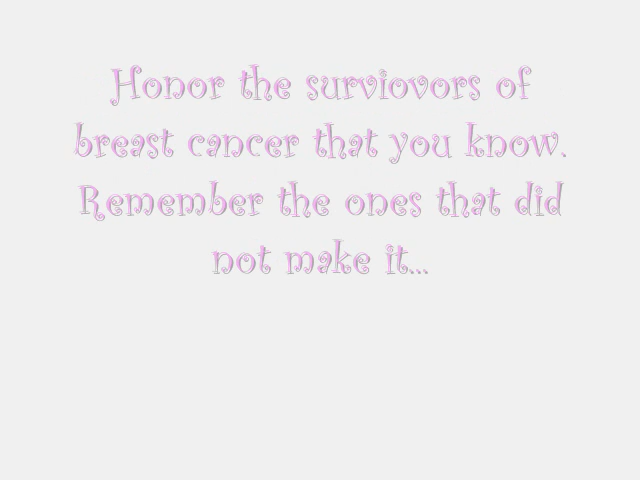 Honor the surviovors of
breast cancer that you know.
Remember the ones that did
not make it...